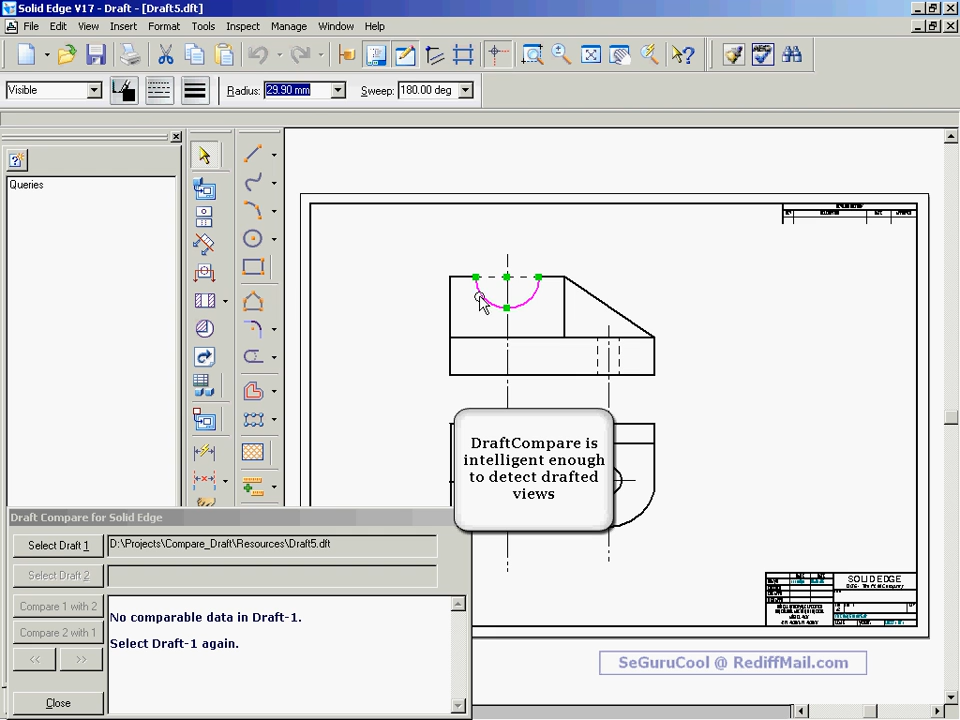 Solid Edge V17 - Draft - [Draft5.dft]
File Edit View Insert Format Tools Inspect Manage Window Help
Visible Radius: 29.90 mm Sweep: 180.00 deg
Queries
DraftCompare is
intelligent enough
to detect drafted
views
Draft Compare for Solid Edge
Select Draft 1 D:\Projects\Compare_Draft\Resources\Draft5.dft
Select Draft 2
Compare 1 with 2
No comparable data in Draft-1.
Compare 2 with 1
Select Draft-1 again.
<< >>
Close
SOLID EDGE
SeGuruCool @ RediffMail.com